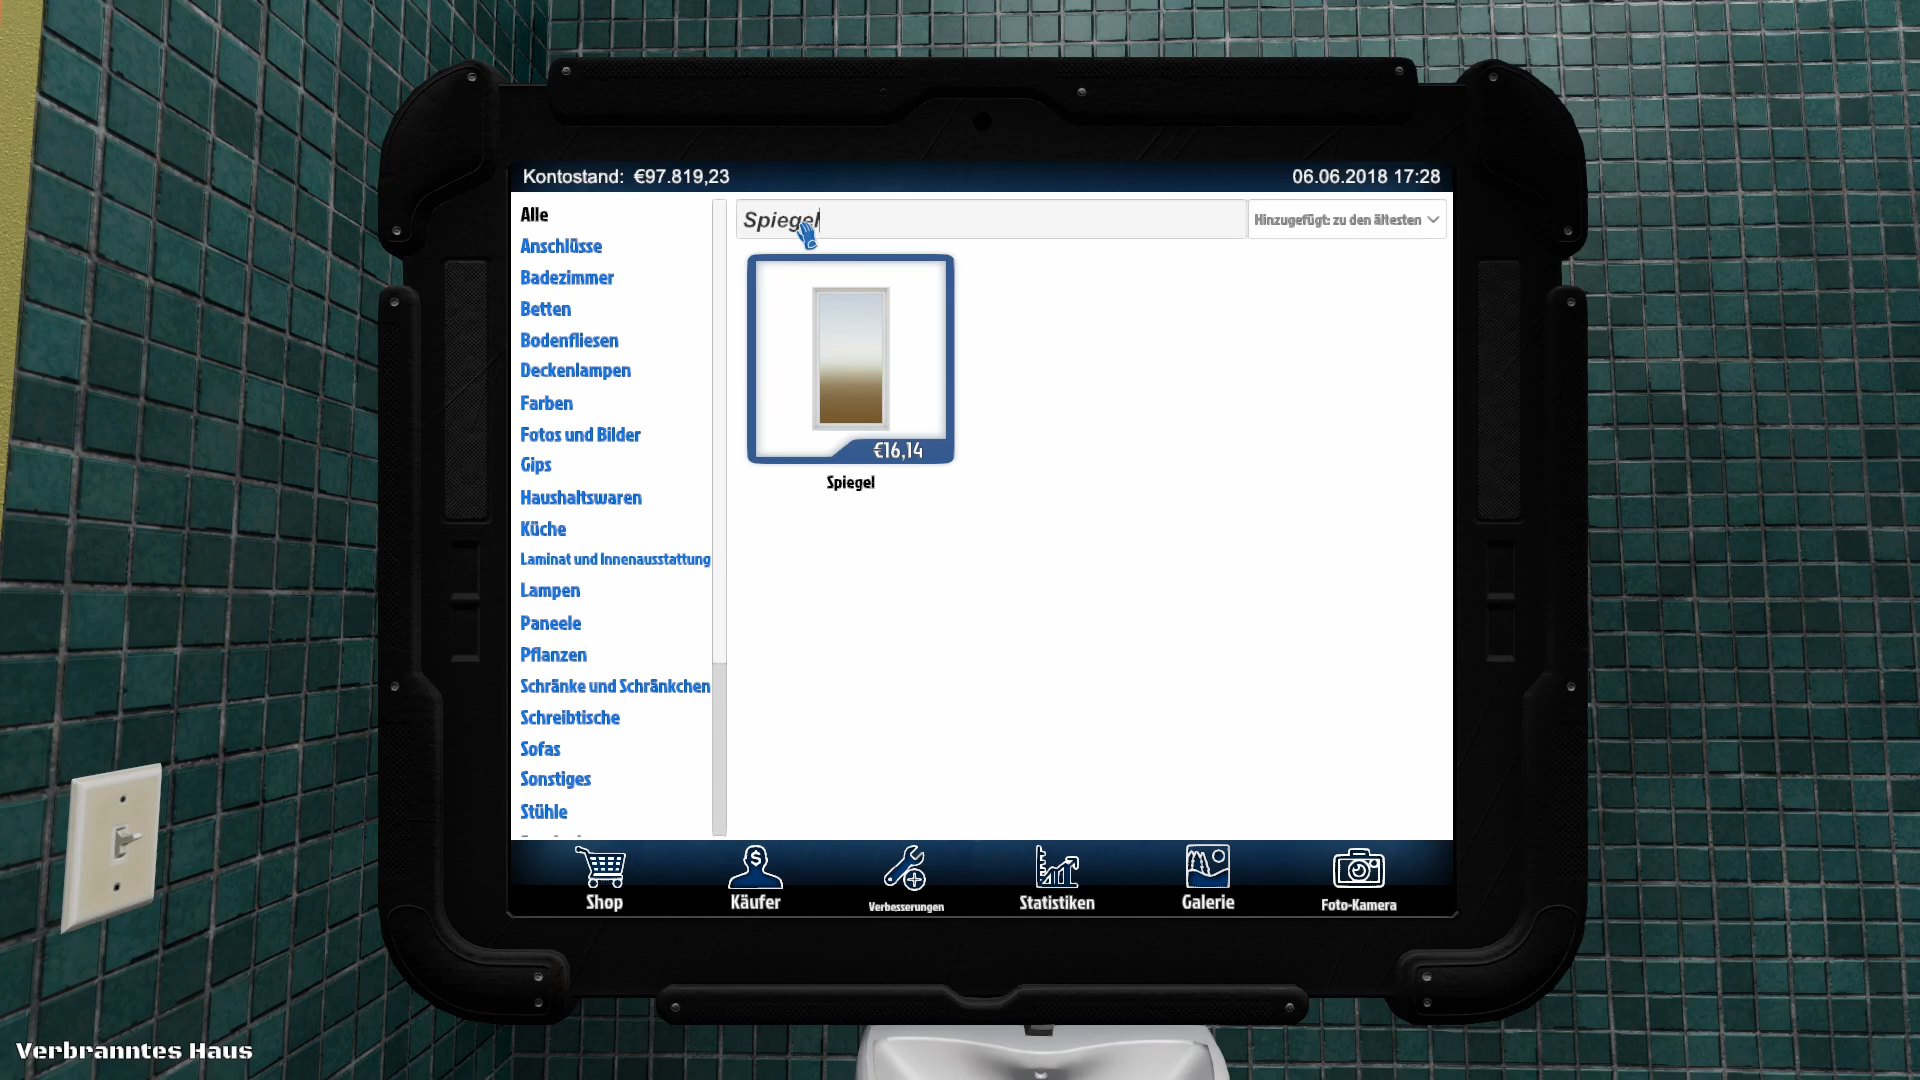 Kontostand: €97.819,23
06.06.2018 17:28
Alle
Anschlüsse
Badezimmer
Betten
Bodenfliesen
Deckenlampen
Farben
Fotos und Bilder
Gips
Haushaltswaren
Küche
Laminat und Innenausstattung
Lampen
Paneele
Pflanzen
Schränke und Schränkchen
Schreibtische
Sofas
Sonstiges
Stühle
Spiegel
Hinzugefügt: zu den ältesten
€16,14
Spiegel
Shop
Käufer
Verbesserungen
Statistiken
Galerie
Foto-Kamera
Verbranntes Haus